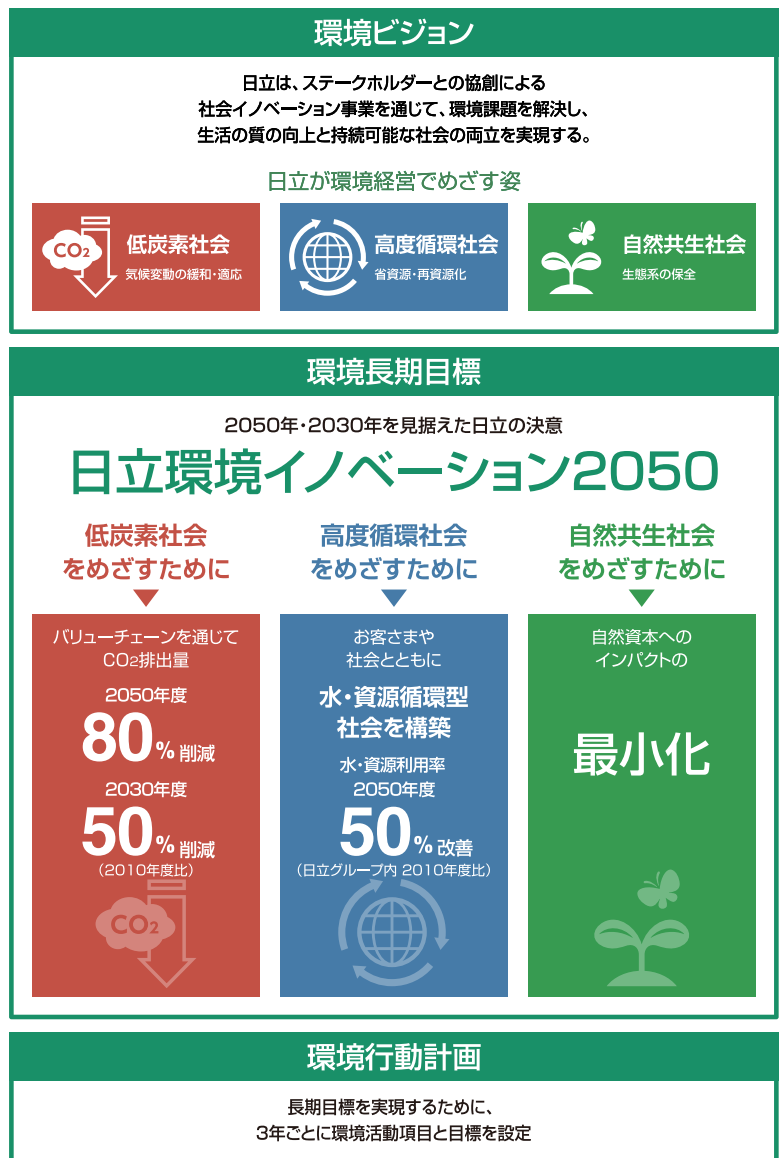 環境ビジョン
日立は、ステークホルダーとの協創による
社会イノベーション事業を通じて、環境課題を解決し、
生活の質の向上と持続可能な社会の両立を実現する。
日立が環境経営でめざす姿
CO2
低炭素社会
気候変動の緩和・適応
高度循環社会
省資源・再資源化
自然共生社会
生態系の保全
環境長期目標
2050年・2030年を見据えた日立の決意
日立環境イノベーション2050
低炭素社会
をめざすために
バリューチェーンを通じて
CO2排出量
2050年度
80%削減
2030年度
50%削減
（2010年度比）
CO2
高度循環社会
をめざすために
お客さまや
社会とともに
水・資源循環型
社会を構築
水・資源利用率
2050年度
50%改善
（日立グループ内 2010年度比）
自然共生社会
をめざすために
自然資本への
インパクトの
最小化
環境行動計画
長期目標を実現するために、
3年ごとに環境活動項目と目標を設定